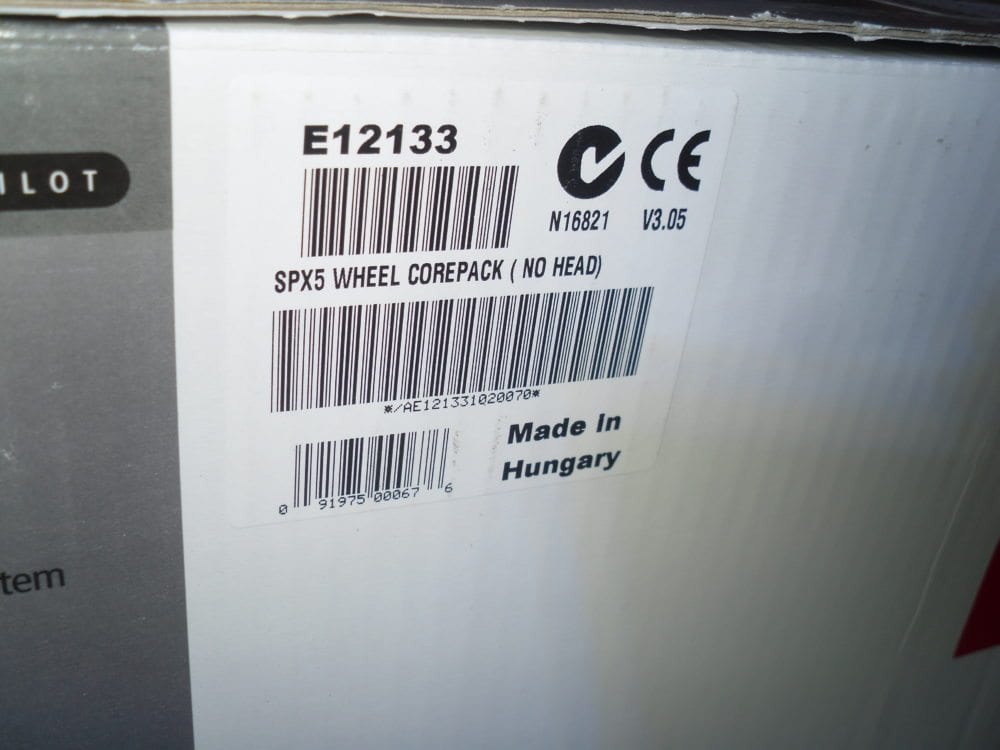 E12133
ILOT
N16821 V3.05
SPX5 WHEEL COREPACK ( NO HEAD)
*/AE121331020070*
Made in
Hungary
0 91975 00067 6
tem